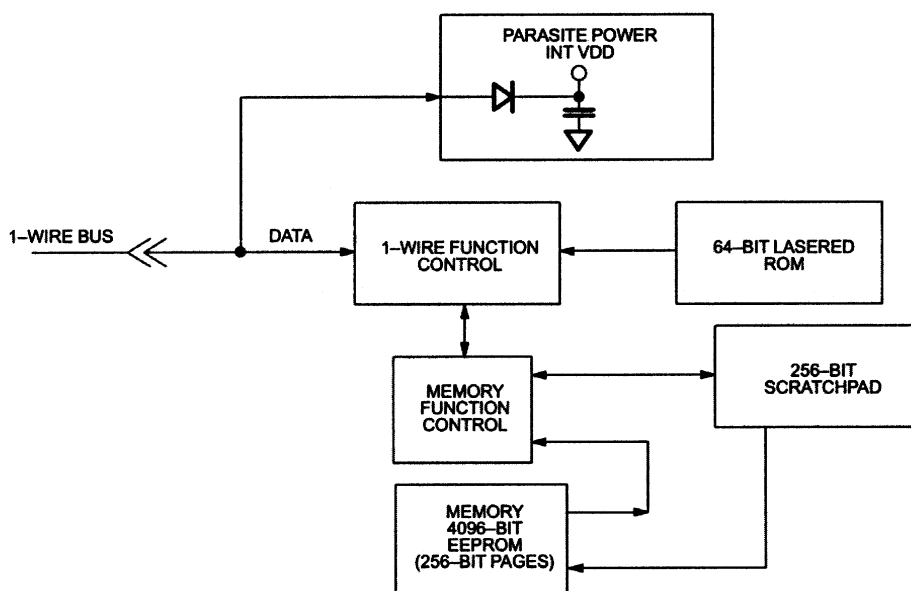 PARASITE POWER
INT VDD
1–WIRE BUS
DATA
1–WIRE FUNCTION
CONTROL
64–BIT LASERED
ROM
MEMORY
FUNCTION
CONTROL
256–BIT
SCRATCHPAD
MEMORY
4096–BIT
EEPROM
(256–BIT PAGES)